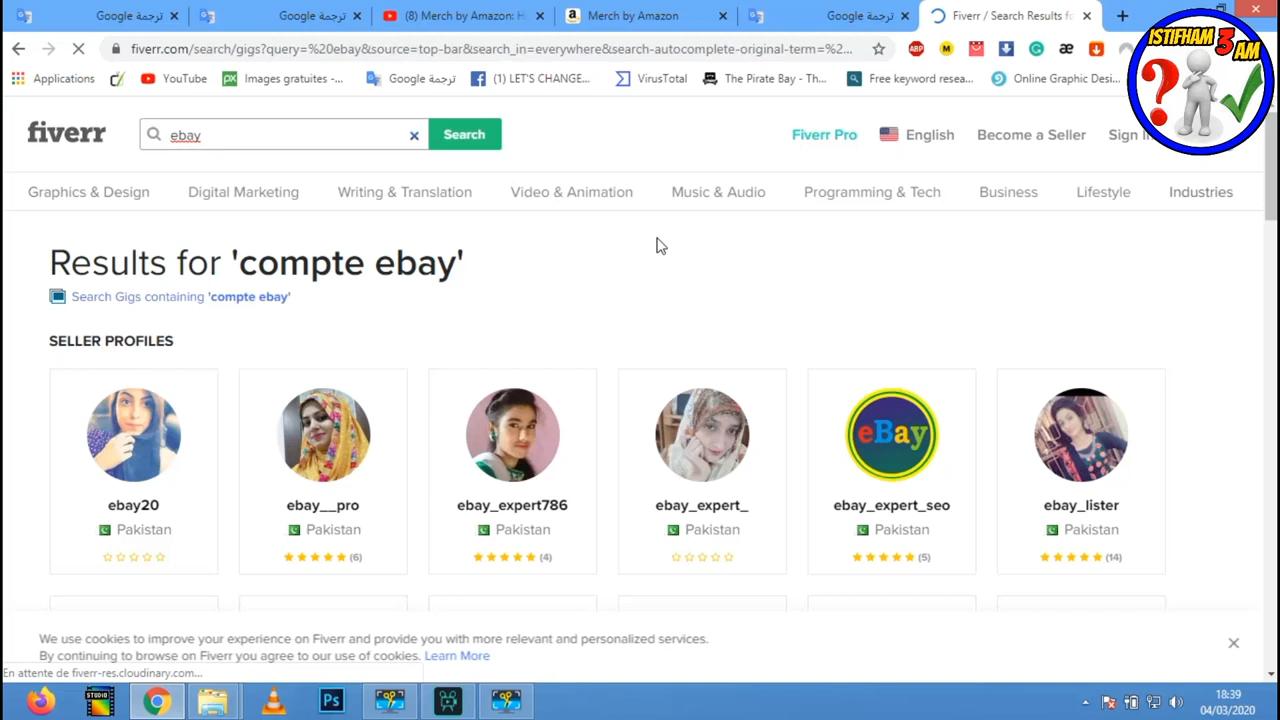 ترجمة Google
ترجمة Google
(8) Merch by Amazon: H
Merch by Amazon
ترجمة Google
Fiverr / Search Results fo
ISTIFHAM 3 AM
fiverr.com/search/gigs?query=%20ebay&source=top-bar&search_in=everywhere&search-autocomplete-original-term=%2...
ABP
M
Applications
YouTube
Images gratuites - ...
ترجمة Google
(1) LET'S CHANGE...
VirusTotal
The Pirate Bay - Th...
Free keyword resea...
Online Graphic Desi...
fiverr
ebay
Search
Fiverr Pro
English
Become a Seller
Sign I
Graphics & Design
Digital Marketing
Writing & Translation
Video & Animation
Music & Audio
Programming & Tech
Business
Lifestyle
Industries
Results for 'compte ebay'
Search Gigs containing 'compte ebay'
SELLER PROFILES
eBay
ebay20
ebay__pro
ebay_expert786
ebay_expert_
ebay_expert_seo
ebay_lister
Pakistan
Pakistan
Pakistan
Pakistan
Pakistan
Pakistan
(6)
(4)
(5)
(14)
We use cookies to improve your experience on Fiverr and provide you with more relevant and personalized services.
By continuing to browse on Fiverr you agree to our use of cookies. Learn More
En attente de fiverr-res.cloudinary.com...
STUDIO
Ps
18:39
04/03/2020